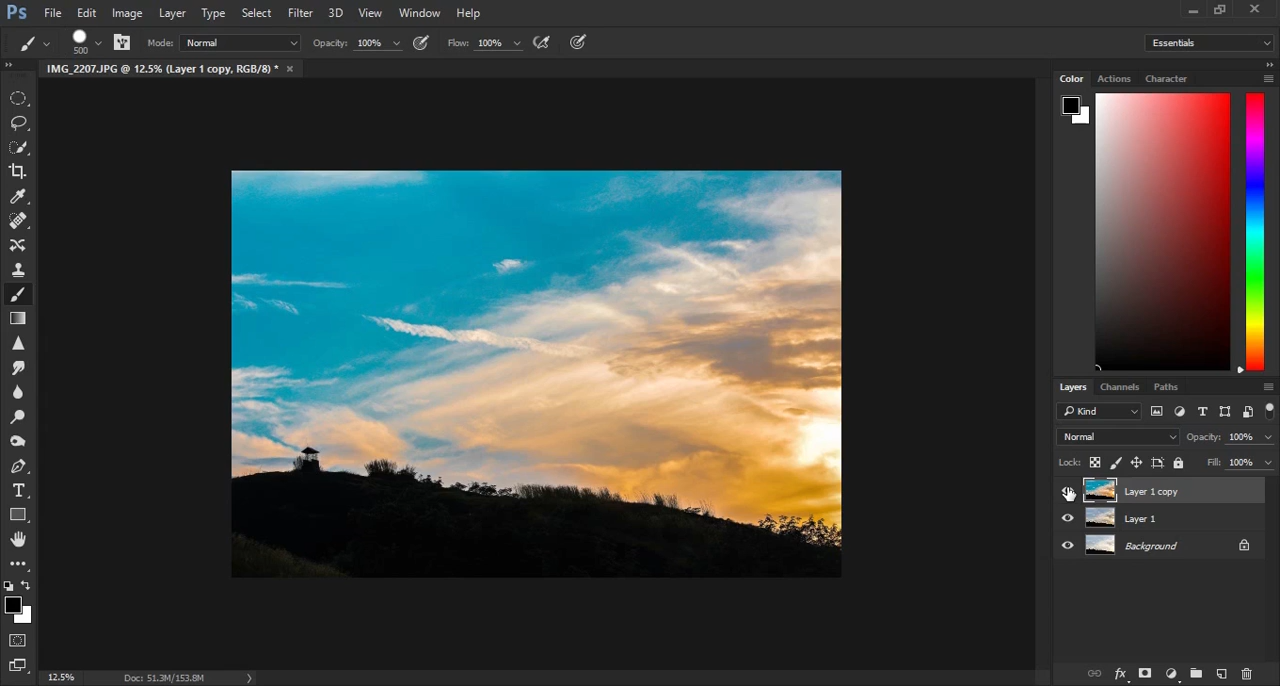 Ps File Edit Image Layer Type Select Filter 3D View Window Help
500 Mode: Normal Opacity: 100% Flow: 100% Essentials
IMG_2207.JPG @ 12.5% (Layer 1 copy, RGB/8) *
Color Actions Character
Layers Channels Paths
Kind
Normal Opacity: 100%
Lock: Fill: 100%
Layer 1 copy
Layer 1
Background
12.5% Doc: 51.3M/153.8M